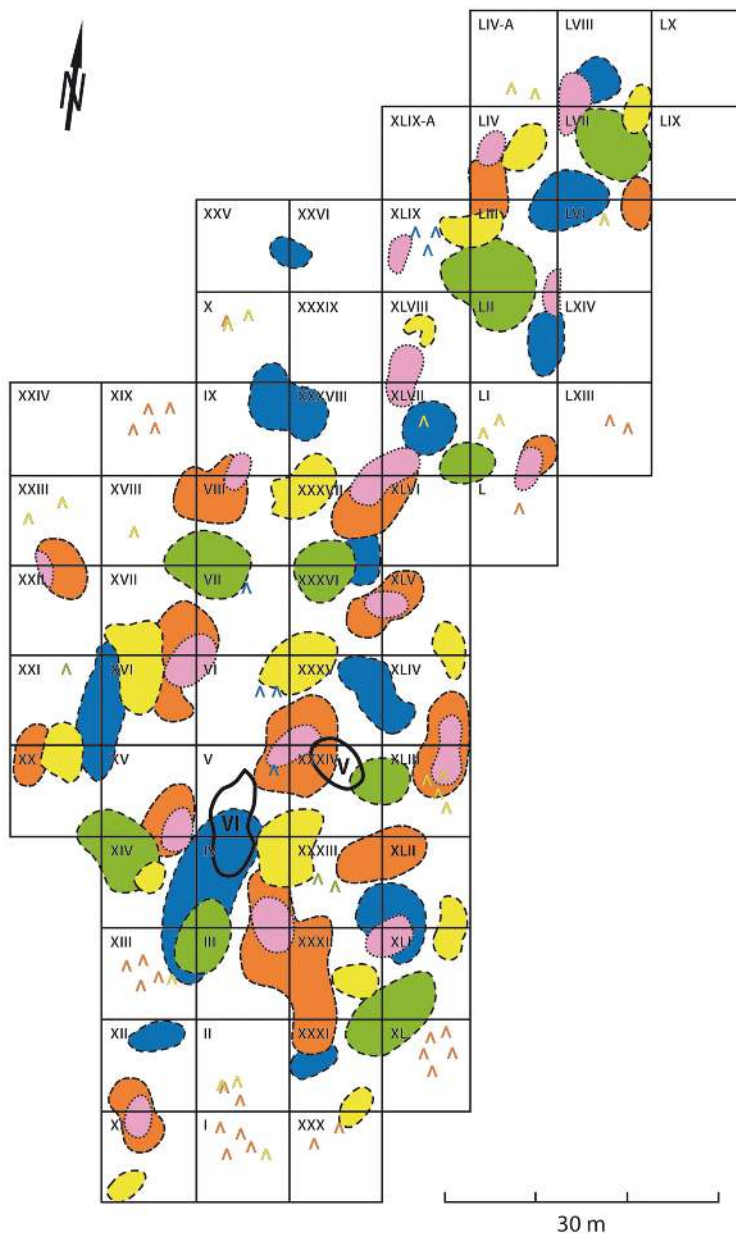 LIV-A LVIII LX
N
XLIX-A LIV LVII LIX
XXV XXVI XLIX LIII LVI
X XXXIX XLVIII LII LXIV
XXIV XIX IX XXXVIII XLVII LI LXIII
XXIII XVIII VIII XXXVII XLVI L
XXII XVII VII XXXVI XLV
XXI XVI VI XXXV XLIV
XX XV V XXXIV V XLIII
VI
XIV IV XXXIII XLII
XIII III XXXII XLI
XII II XXXI XL
XI I XXX
30 m